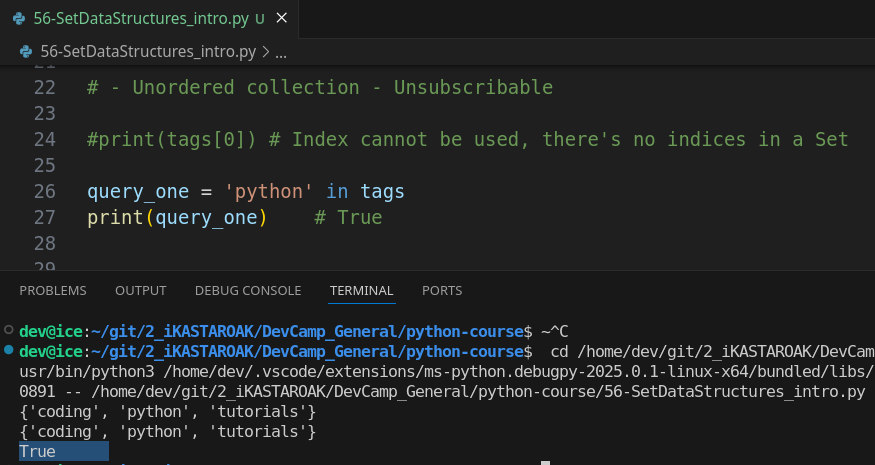 56-SetDataStructures_intro.py U
56-SetDataStructures_intro.py > ...
21
22 # - Unordered collection - Unsubscribable
23
24 #print(tags[0]) # Index cannot be used, there's no indices in a Set
25
26 query_one = 'python' in tags
27 print(query_one) # True
28
29
PROBLEMS OUTPUT DEBUG CONSOLE TERMINAL PORTS
dev@ice:~/git/2_iKASTAROAK/DevCamp_General/python-course$ ~^C
dev@ice:~/git/2_iKASTAROAK/DevCamp_General/python-course$ cd /home/dev/git/2_iKASTAROAK/DevCam
usr/bin/python3 /home/dev/.vscode/extensions/ms-python.debugpy-2025.0.1-linux-x64/bundled/libs/
0891 -- /home/dev/git/2_iKASTAROAK/DevCamp_General/python-course/56-SetDataStructures_intro.py
{'coding', 'python', 'tutorials'}
{'coding', 'python', 'tutorials'}
True